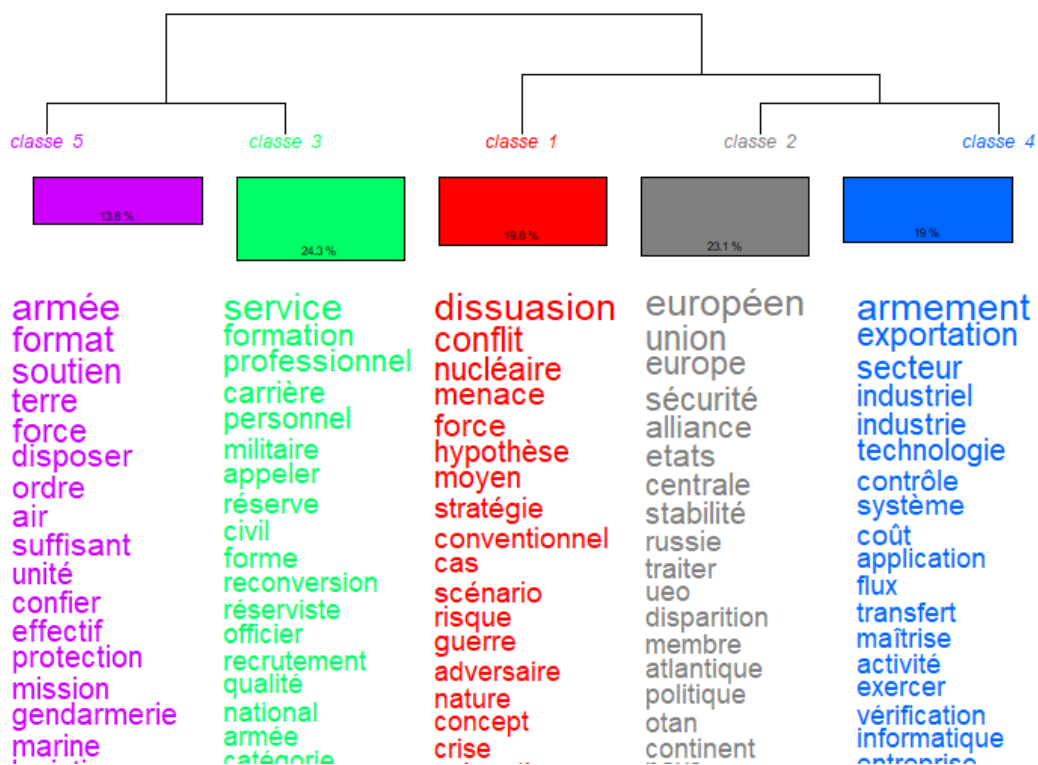 classe 5
classe 3
classe 1
classe 2
classe 4
13.8 %
24.3 %
19.8 %
23.1 %
19 %
armée
format
soutien
terre
force
disposer
ordre
air
suffisant
unité
confier
effectif
protection
mission
gendarmerie
marine
service
formation
professionnel
carrière
personnel
militaire
appeler
réserve
civil
forme
reconversion
réserviste
officier
recrutement
qualité
national
armée
catégorie
dissuasion
conflit
nucléaire
menace
force
hypothèse
moyen
stratégie
conventionnel
cas
scénario
risque
guerre
adversaire
nature
concept
crise
européen
union
europe
sécurité
alliance
etats
centrale
stabilité
russie
traiter
ueo
disparition
membre
atlantique
politique
otan
continent
armement
exportation
secteur
industriel
industrie
technologie
contrôle
système
coût
application
flux
transfert
maîtrise
activité
exercer
vérification
informatique
entreprise